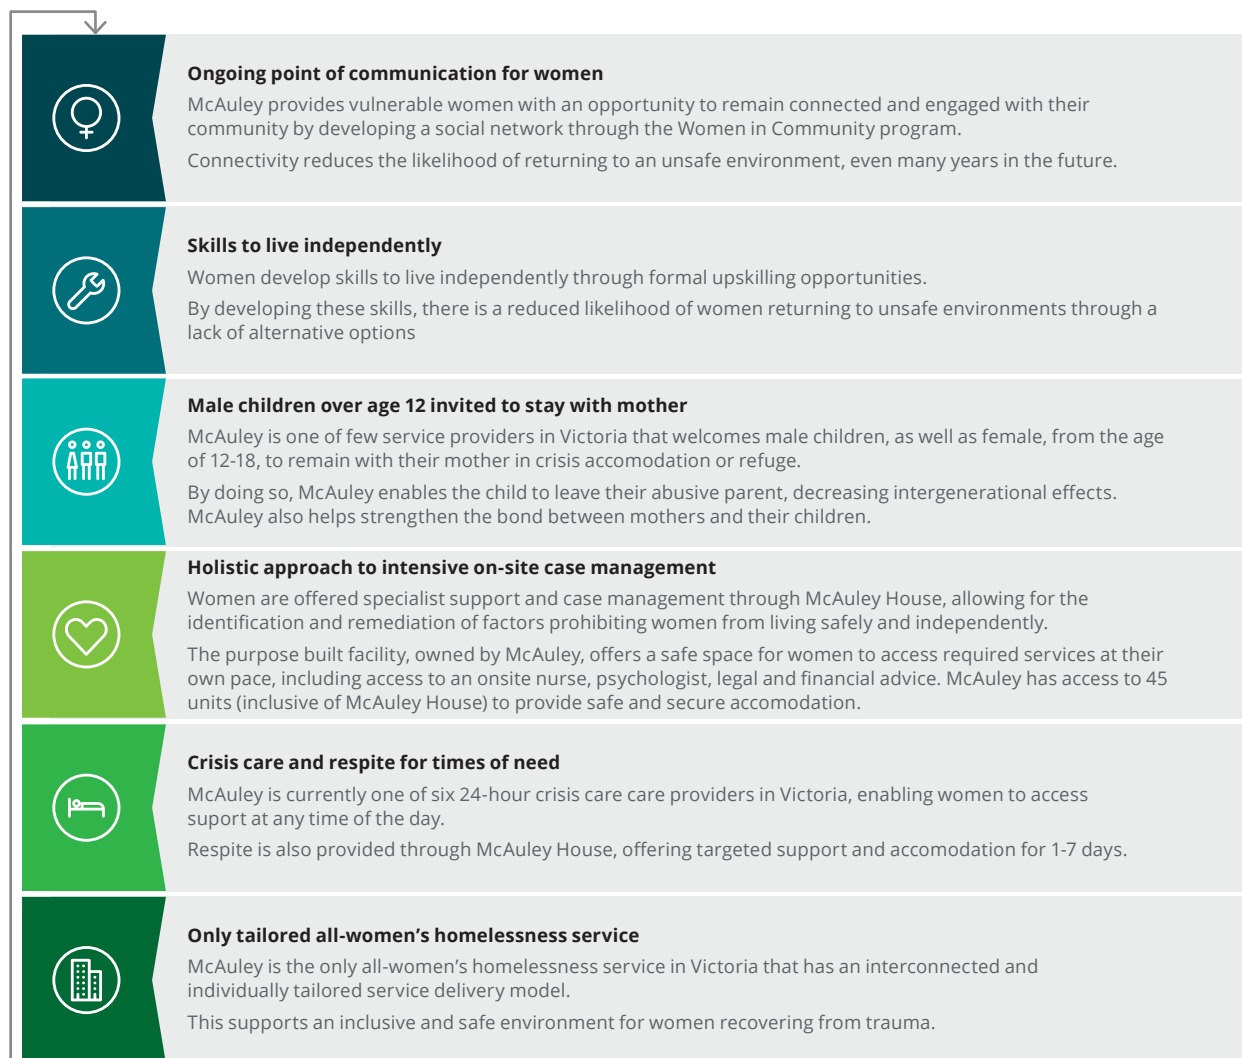 Ongoing point of communication for women
McAuley provides vulnerable women with an opportunity to remain connected and engaged with their
community by developing a social network through the Women in Community program.
Connectivity reduces the likelihood of returning to an unsafe environment, even many years in the future.
Skills to live independently
Women develop skills to live independently through formal upskilling opportunities.
By developing these skills, there is a reduced likelihood of women returning to unsafe environments through a
lack of alternative options
Male children over age 12 invited to stay with mother
McAuley is one of few service providers in Victoria that welcomes male children, as well as female, from the age
of 12-18, to remain with their mother in crisis accomodation or refuge.
By doing so, McAuley enables the child to leave their abusive parent, decreasing intergenerational effects.
McAuley also helps strengthen the bond between mothers and their children.
Holistic approach to intensive on-site case management
Women are offered specialist support and case management through McAuley House, allowing for the
identification and remediation of factors prohibiting women from living safely and independently.
The purpose built facility, owned by McAuley, offers a safe space for women to access required services at their
own pace, including access to an onsite nurse, psychologist, legal and financial advice. McAuley has access to 45
units (inclusive of McAuley House) to provide safe and secure accomodation.
Crisis care and respite for times of need
McAuley is currently one of six 24-hour crisis care care providers in Victoria, enabling women to access
suport at any time of the day.
Respite is also provided through McAuley House, offering targeted support and accomodation for 1-7 days.
Only tailored all-women's homelessness service
McAuley is the only all-women's homelessness service in Victoria that has an interconnected and
individually tailored service delivery model.
This supports an inclusive and safe environment for women recovering from trauma.